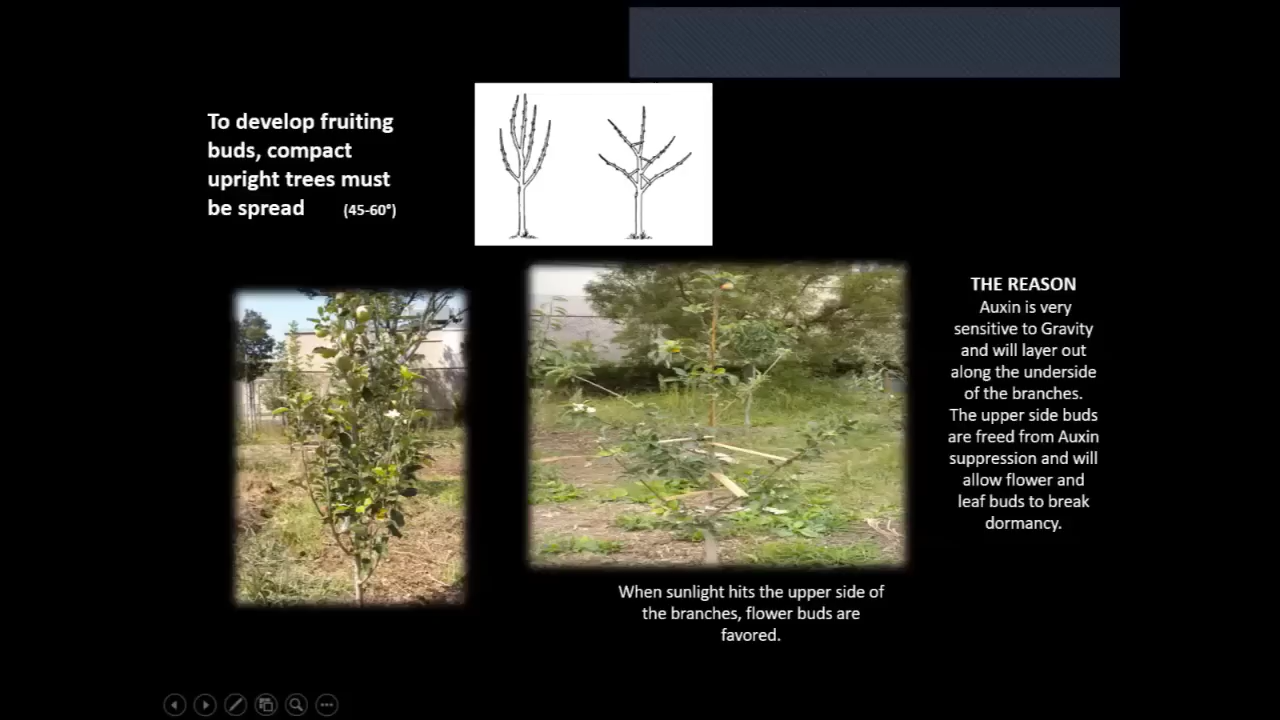 To develop fruiting
buds, compact
upright trees must
be spread (45-60°)
THE REASON
Auxin is very
sensitive to Gravity
and will layer out
along the underside
of the branches.
The upper side buds
are freed from Auxin
suppression and will
allow flower and
leaf buds to break
dormancy.
When sunlight hits the upper side of
the branches, flower buds are
favored.